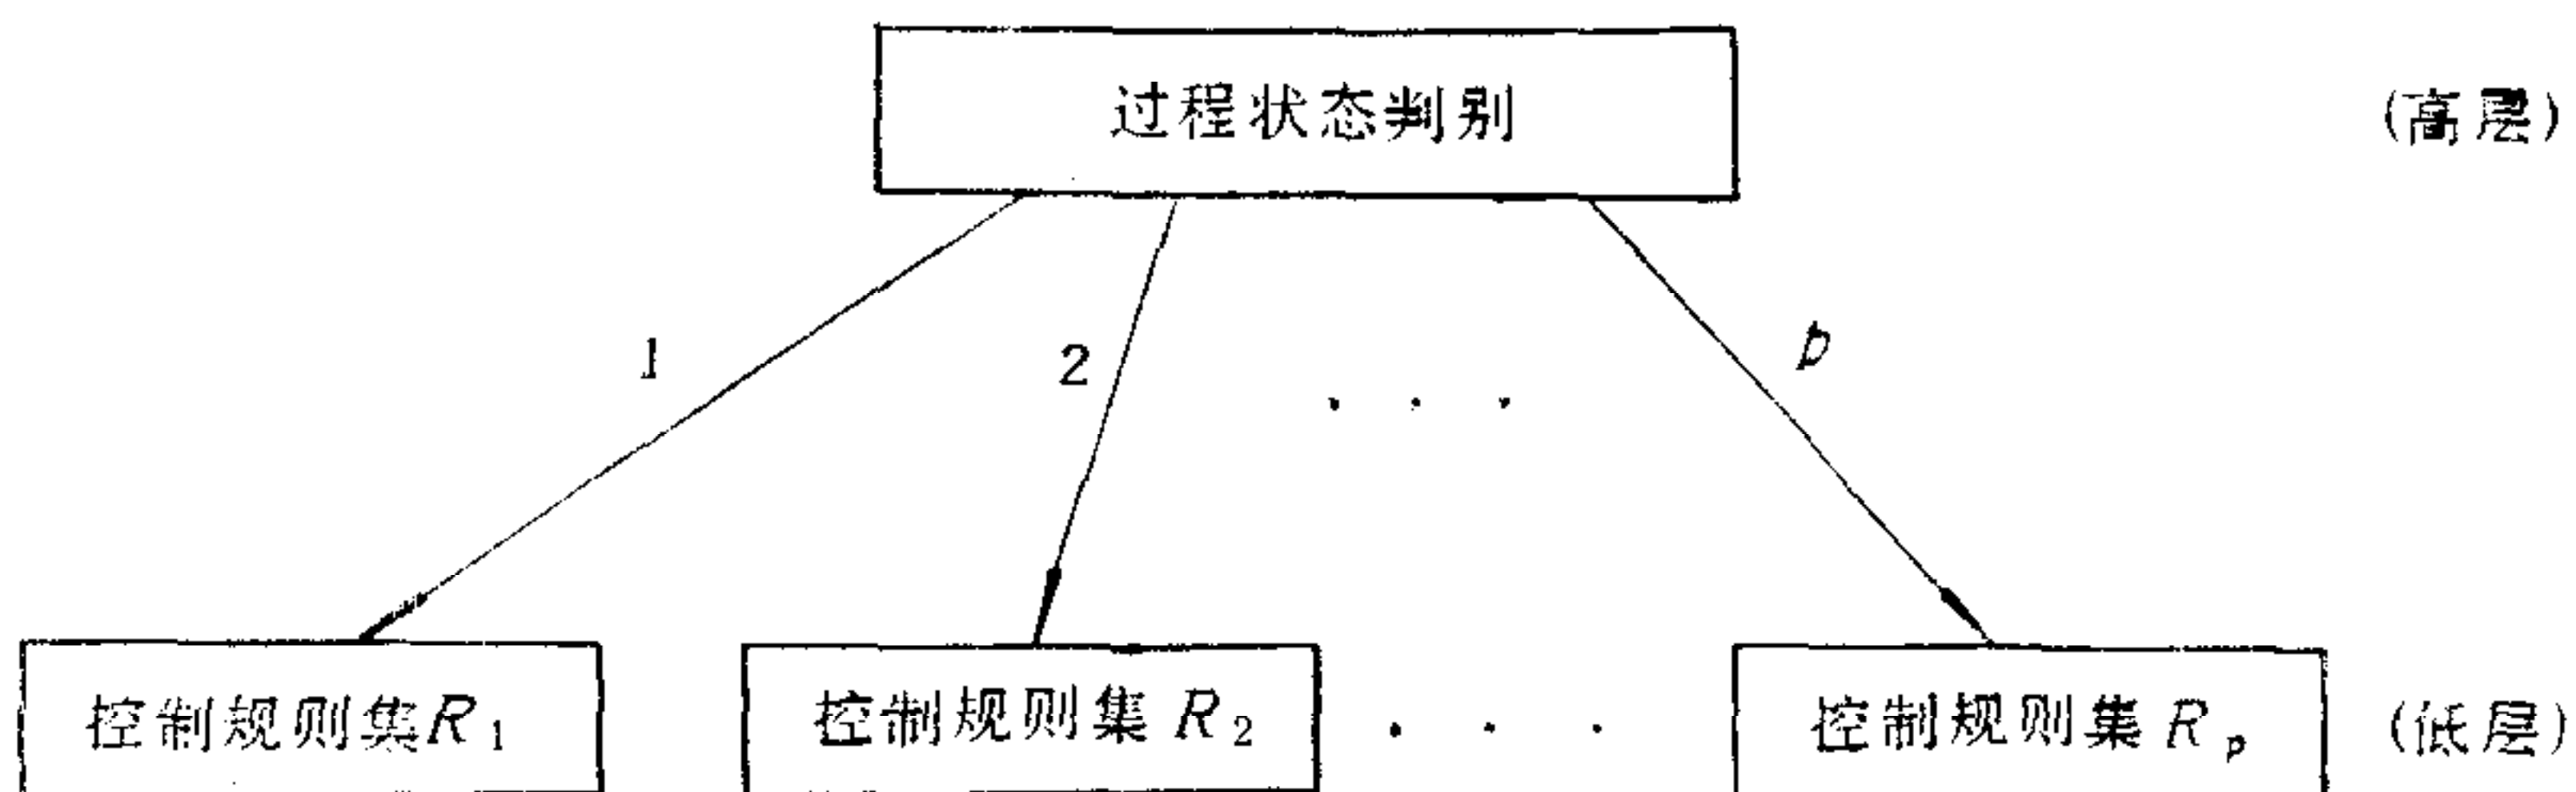 过程状态判别
(高层)
1
2
. . .
p
控制规则集R₁
控制规则集 R₂
. . .
控制规则集 Rₚ
(低层)